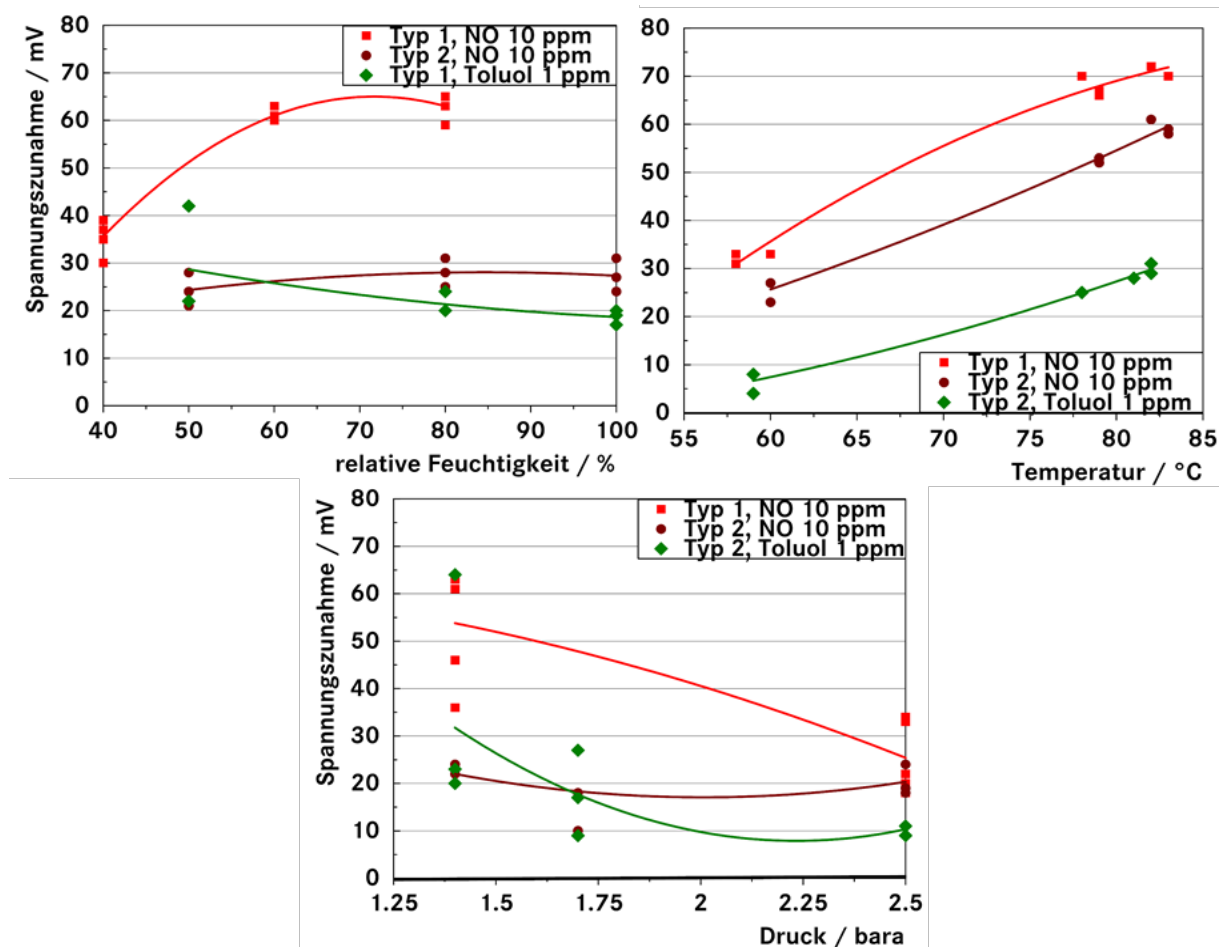 Spannungszunahme / mV
80
70
60
50
40
30
20
10
0
Typ 1, NO 10 ppm
Typ 2, NO 10 ppm
Typ 1, Toluol 1 ppm
40 50 60 70 80 90 100
relative Feuchtigkeit / %
80
70
60
50
40
30
20
10
0
Typ 1, NO 10 ppm
Typ 2, NO 10 ppm
Typ 2, Toluol 1 ppm
55 60 65 70 75 80 85
Temperatur / °C
Spannungszunahme / mV
80
70
60
50
40
30
20
10
0
Typ 1, NO 10 ppm
Typ 2, NO 10 ppm
Typ 2, Toluol 1 ppm
1.25 1.5 1.75 2 2.25 2.5
Druck / bara